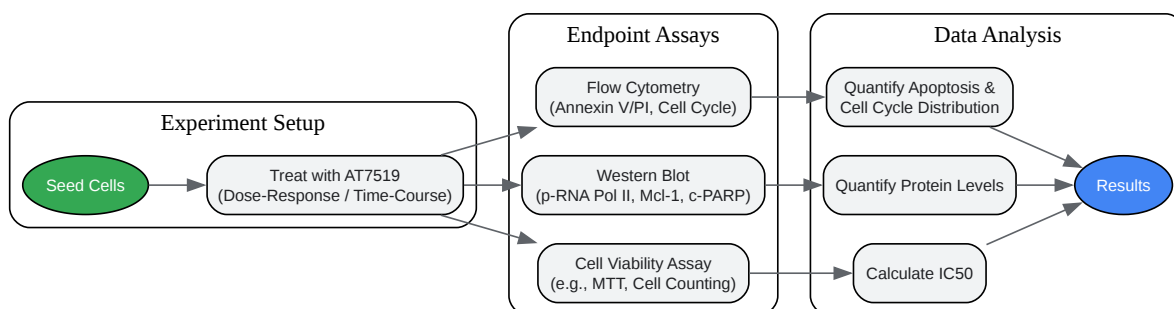 Experiment Setup
Seed Cells
Treat with AT7519
(Dose-Response / Time-Course)
Endpoint Assays
Flow Cytometry
(Annexin V/PI, Cell Cycle)
Western Blot
(p-RNA Pol II, Mcl-1, c-PARP)
Cell Viability Assay
(e.g., MTT, Cell Counting)
Data Analysis
Quantify Apoptosis &
Cell Cycle Distribution
Quantify Protein Levels
Calculate IC50
Results